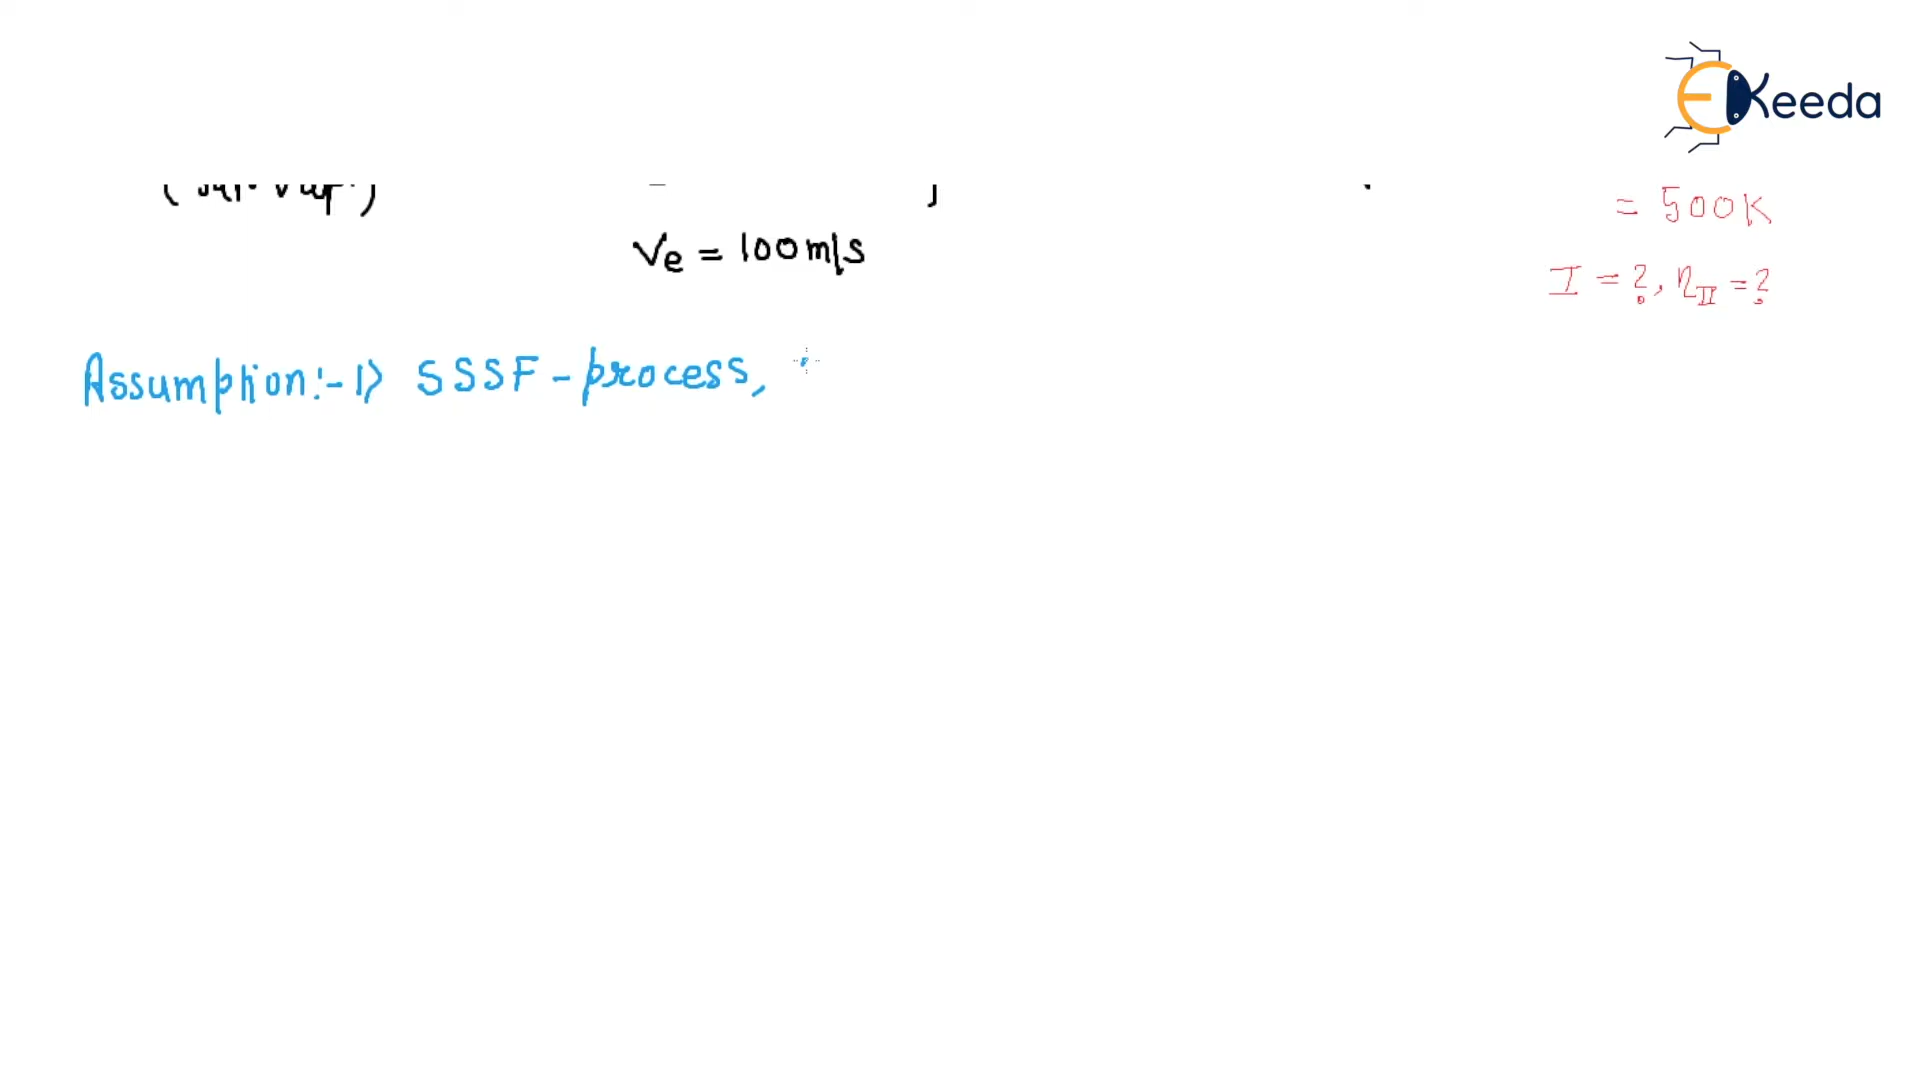 EKeeda
= 500K
Ve = 100m/s
I = ?, ηII = ?
Assumption:- 1) SSSF - process,